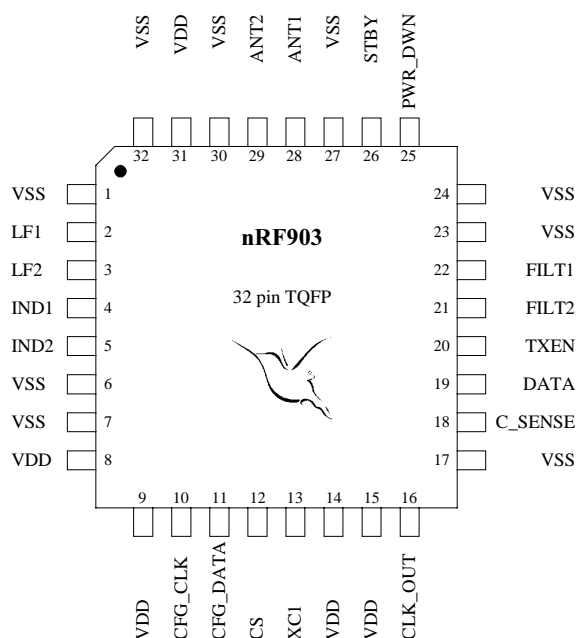 VSS
VDD
VSS
ANT2
ANT1
VSS
STBY
PWR_DWN
32
31
30
29
28
27
26
25
VSS 1
LF1 2
LF2 3
IND1 4
IND2 5
VSS 6
VSS 7
VDD 8
nRF903
32 pin TQFP
24 VSS
23 VSS
22 FILT1
21 FILT2
20 TXEN
19 DATA
18 C_SENSE
17 VSS
9
10
11
12
13
14
15
16
VDD
CFG_CLK
CFG_DATA
CS
XC1
VDD
VDD
CLK_OUT